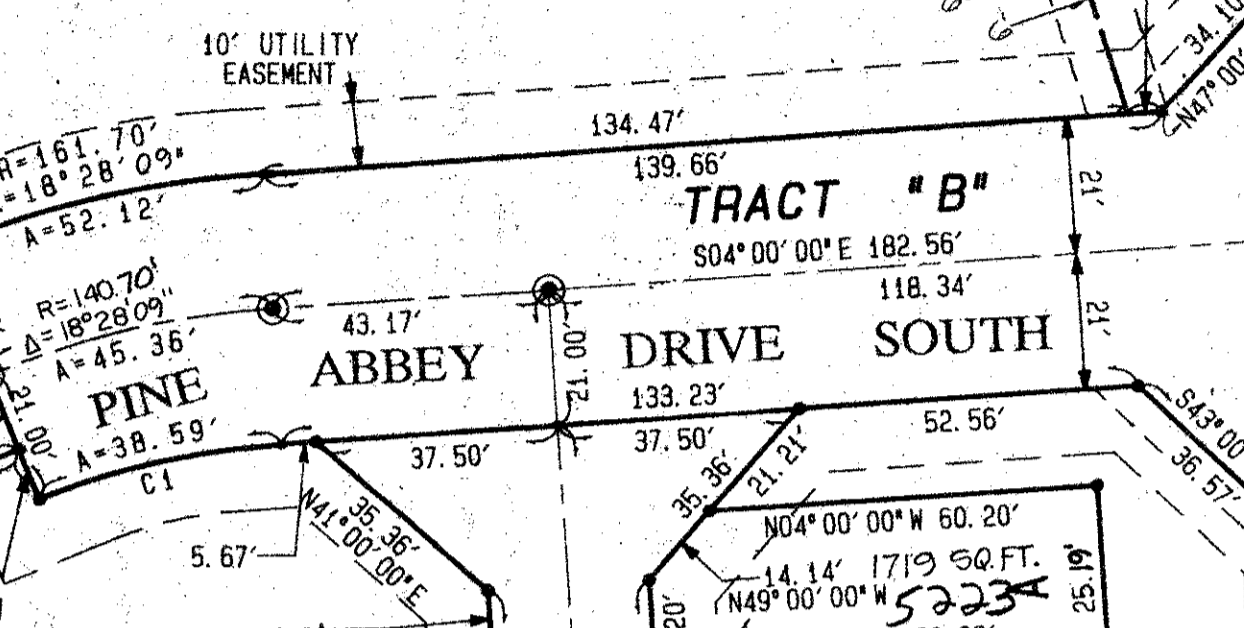 10' UTILITY
EASEMENT
6'
34.10
N47°00'
R=161.70'
=18°28'09"
A=52.12'
134.47'
139.66'
TRACT "B"
S04°00'00"E 182.56'
118.34'
21'
21'
R=140.70'
Δ=18°28'09"
A=45.36'
43.17'
21.00'
PINE ABBEY DRIVE SOUTH
21.00'
A=38.59'
C1
133.23'
37.50'
37.50'
52.56'
S43°00'
36.57'
5.67'
35.36'
N41°00'00"E
35.36'
21.21'
N04°00'00"W 60.20'
14.14'
N49°00'00"W
1719 SQ.FT.
5223A
25.19'
20'